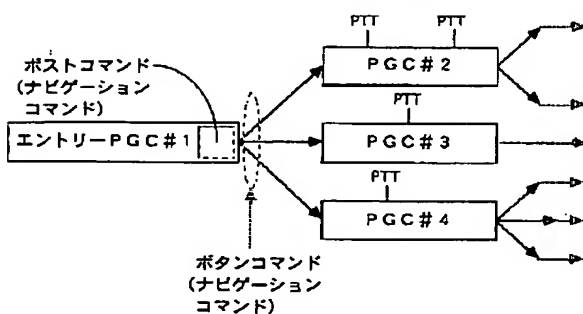 PTT
PTT
ポストコマンド
(ナビゲーション
コマンド)
PGC#2
PTT
エントリーPGC#1
PGC#3
PTT
PGC#4
ボタンコマンド
(ナビゲーション
コマンド)